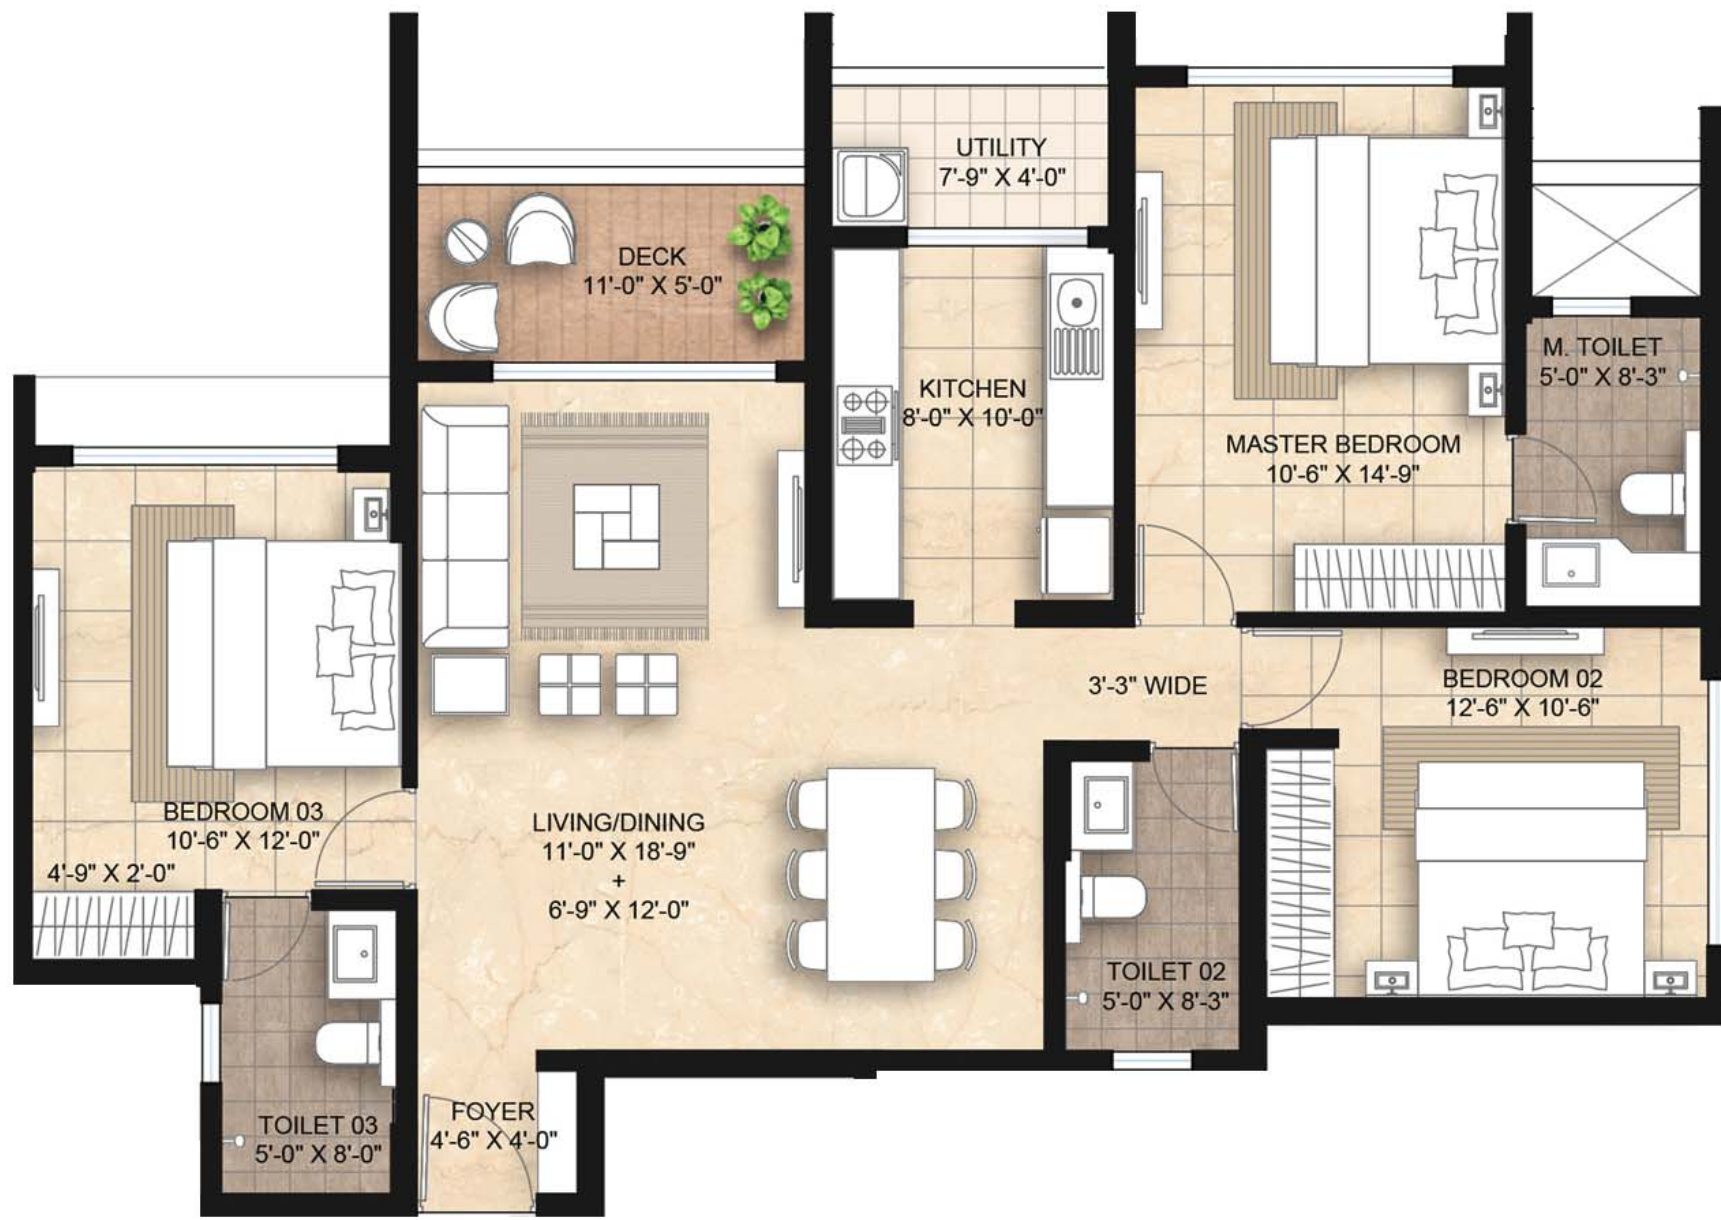 UTILITY
7'-9" X 4'-0"
DECK
11'-0" X 5'-0"
M. TOILET
5'-0" X 8'-3"
KITCHEN
8'-0" X 10'-0"
MASTER BEDROOM
10'-6" X 14'-9"
3'-3" WIDE
BEDROOM 02
12'-6" X 10'-6"
BEDROOM 03
10'-6" X 12'-0"
4'-9" X 2'-0"
LIVING/DINING
11'-0" X 18'-9"
+
6'-9" X 12'-0"
TOILET 02
5'-0" X 8'-3"
FOYER
4'-6" X 4'-0"
TOILET 03
5'-0" X 8'-0"